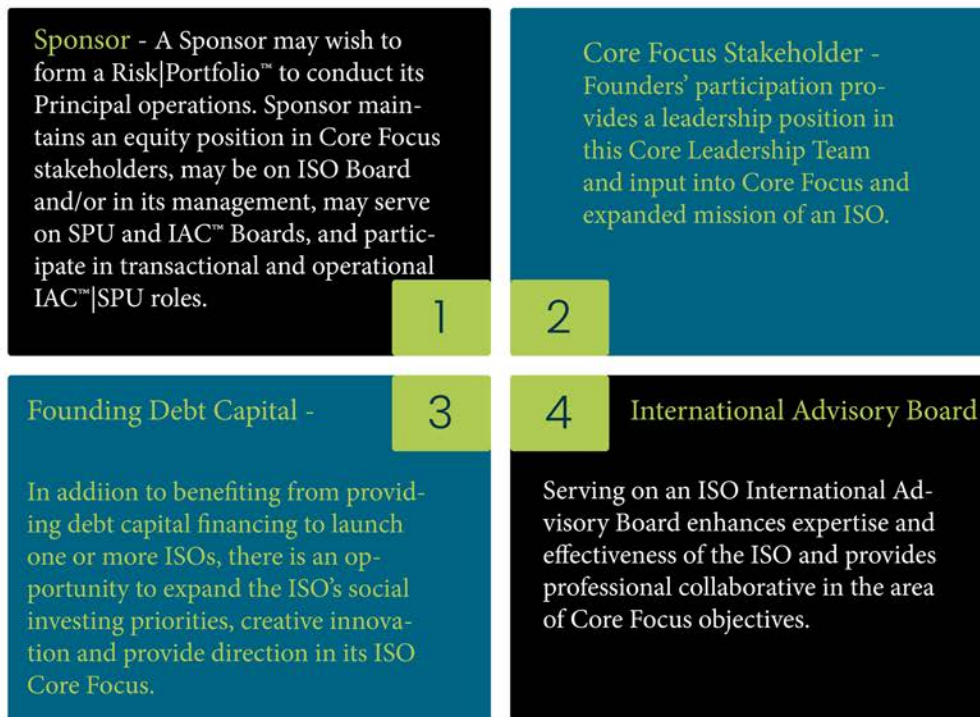 Sponsor - A Sponsor may wish to
form a Risk|Portfolio™ to conduct its
Principal operations. Sponsor main-
tains an equity position in Core Focus
stakeholders, may be on ISO Board
and/or in its management, may serve
on SPU and IAC™ Boards, and partic-
ipate in transactional and operational
IAC™|SPU roles.
1
2
Core Focus Stakeholder -
Founders’ participation pro-
vides a leadership position in
this Core Leadership Team
and input into Core Focus and
expanded mission of an ISO.
3
Founding Debt Capital -
In addiion to benefiting from provid-
ing debt capital financing to launch
one or more ISOs, there is an op-
portunity to expand the ISO’s social
investing priorities, creative innova-
tion and provide direction in its ISO
Core Focus.
4
International Advisory Board
Serving on an ISO International Ad-
visory Board enhances expertise and
effectiveness of the ISO and provides
professional collaborative in the area
of Core Focus objectives.